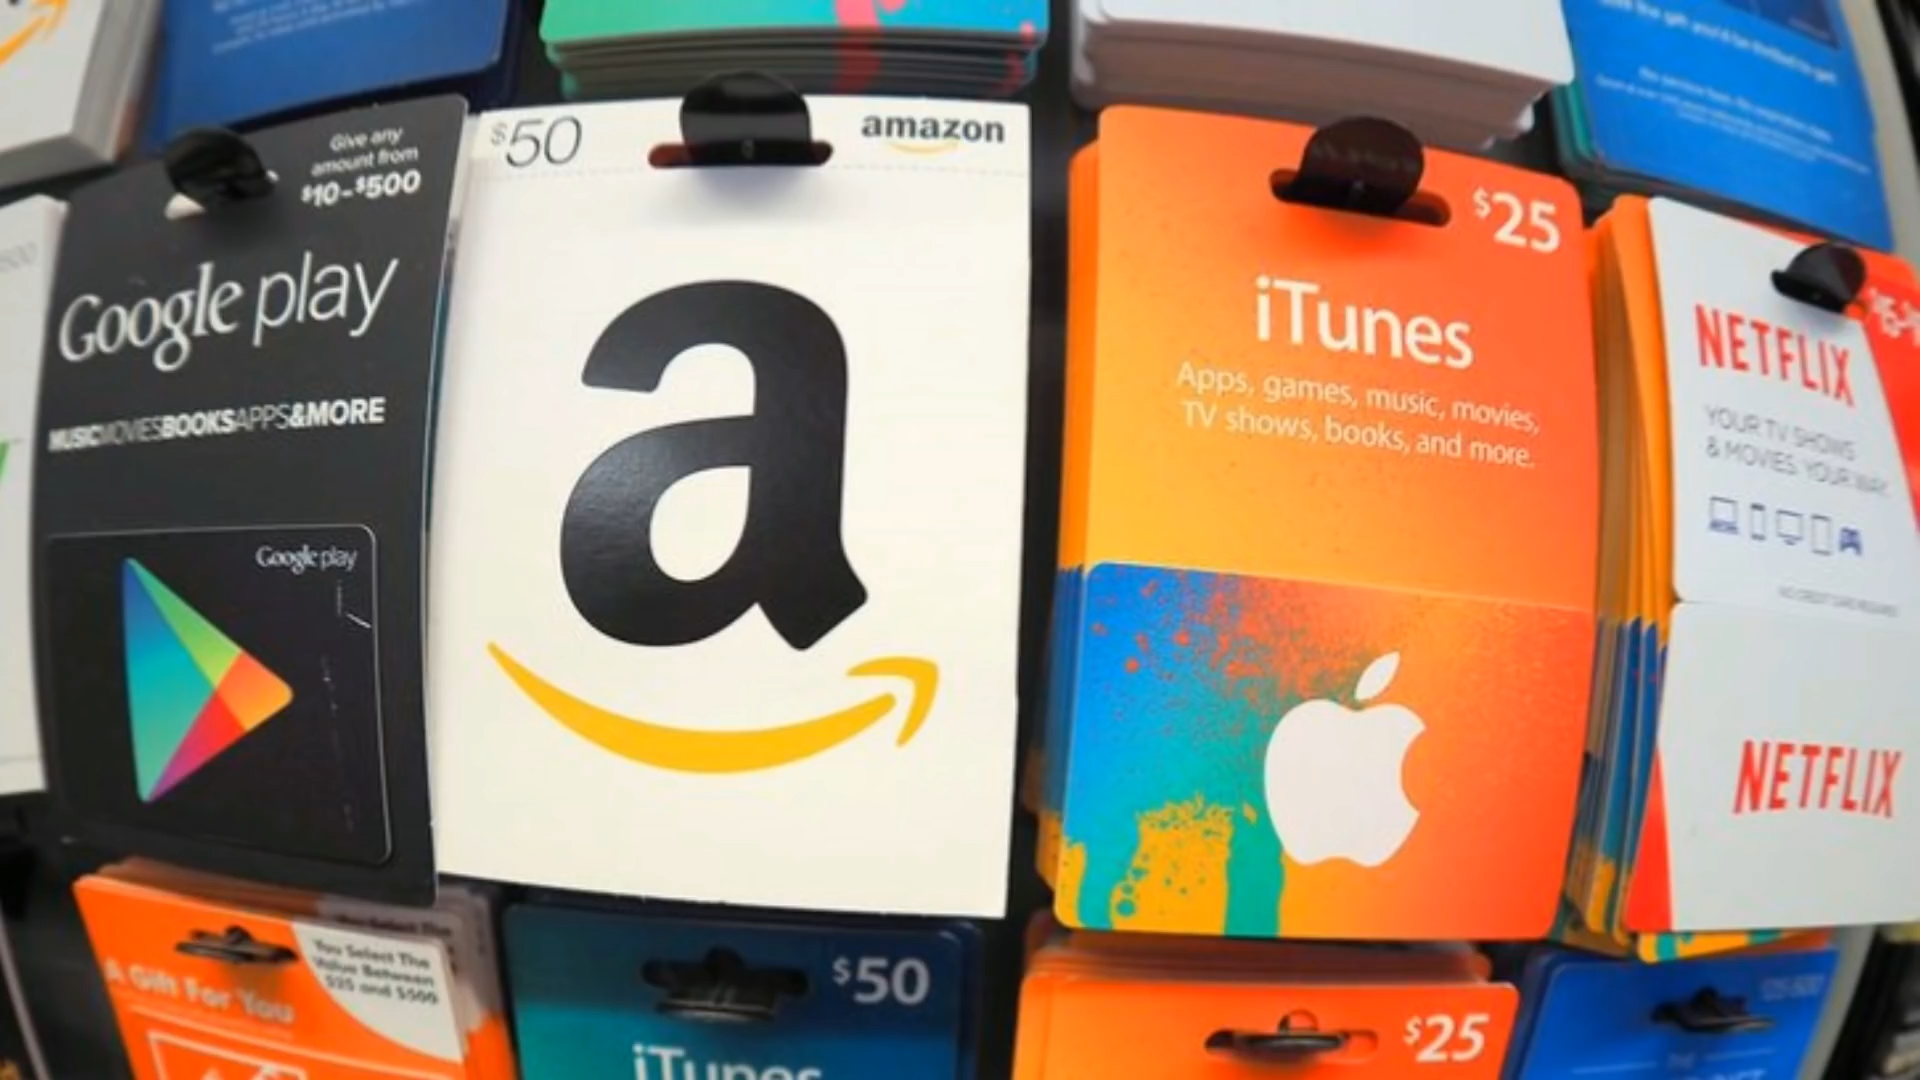 Give any
amount from
$10-$500
Google play
MUSICMOVIESBOOKSAPPS&MORE
Google play
$50
amazon
a
$25
iTunes
Apps, games, music, movies,
TV shows, books, and more.
NETFLIX
YOUR TV SHOWS
& MOVIES YOUR WAY.
NETFLIX
A Gift For You
You Select The
Value Between
$25 and $500
$50
iTunes
$25